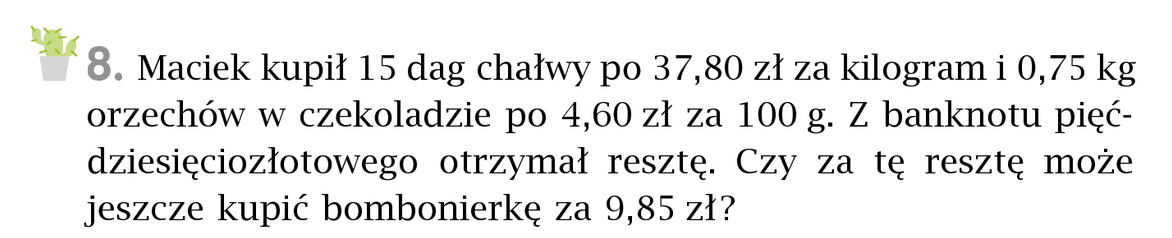 8. Maciek kupił 15 dag chałwy po 37,80 zł za kilogram i 0,75 kg
orzechów w czekoladzie po 4,60 zł za 100 g. Z banknotu pięć-
dziesięciozłotowego otrzymał resztę. Czy za tę resztę może
jeszcze kupić bombonierkę za 9,85 zł?